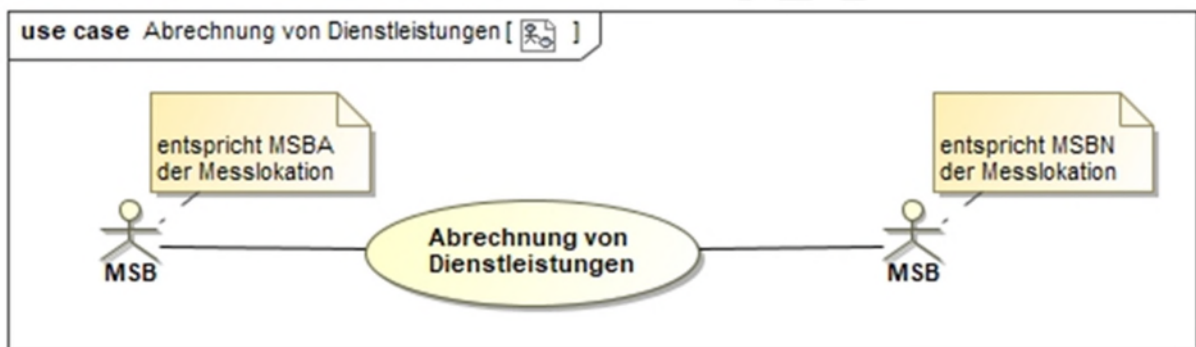 use case Abrechnung von Dienstleistungen [ ]
entspricht MSBA
der Messlokation
entspricht MSBN
der Messlokation
Abrechnung von
Dienstleistungen
MSB
MSB